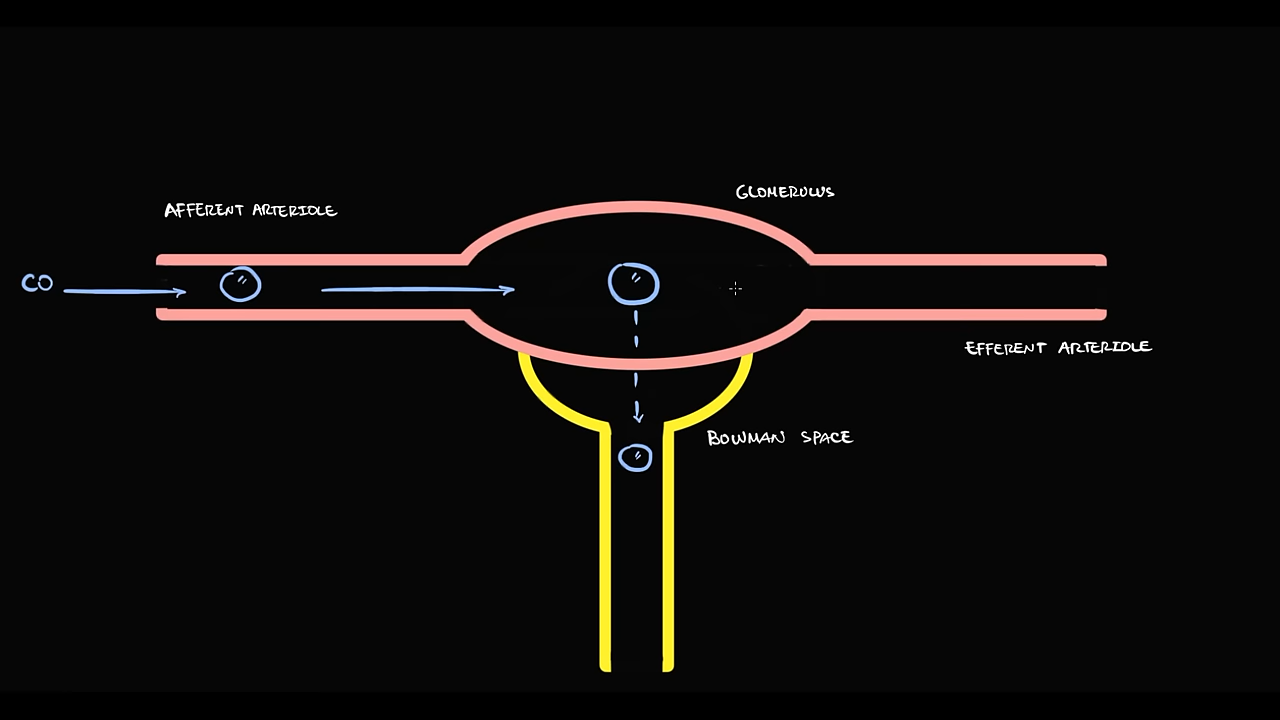 GLOMERULUS
AFFERENT ARTERIOLE
CO
EFFERENT ARTERIOLE
BOWMAN SPACE